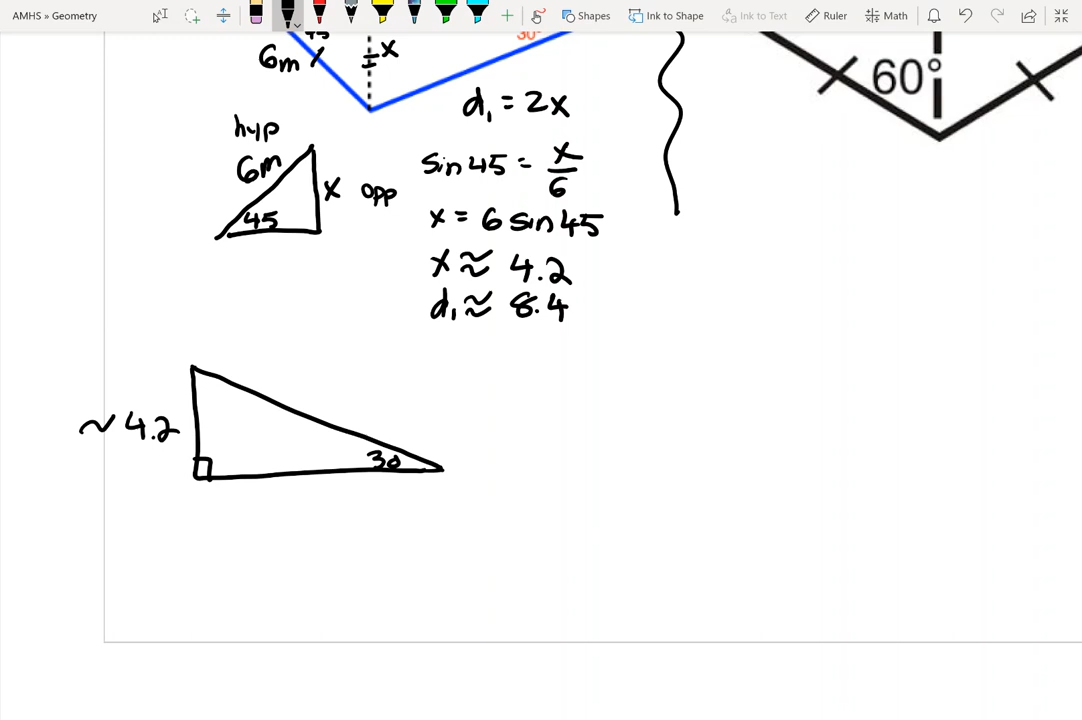 AMHS » Geometry
Shapes
Ink to Shape
Ink to Text
Ruler
Math
6m
x
30°
60°
d₁ = 2x
hyp
6m
x opp
45
sin 45 = x/6
x = 6 sin 45
x ≈ 4.2
d₁ ≈ 8.4
~ 4.2
30